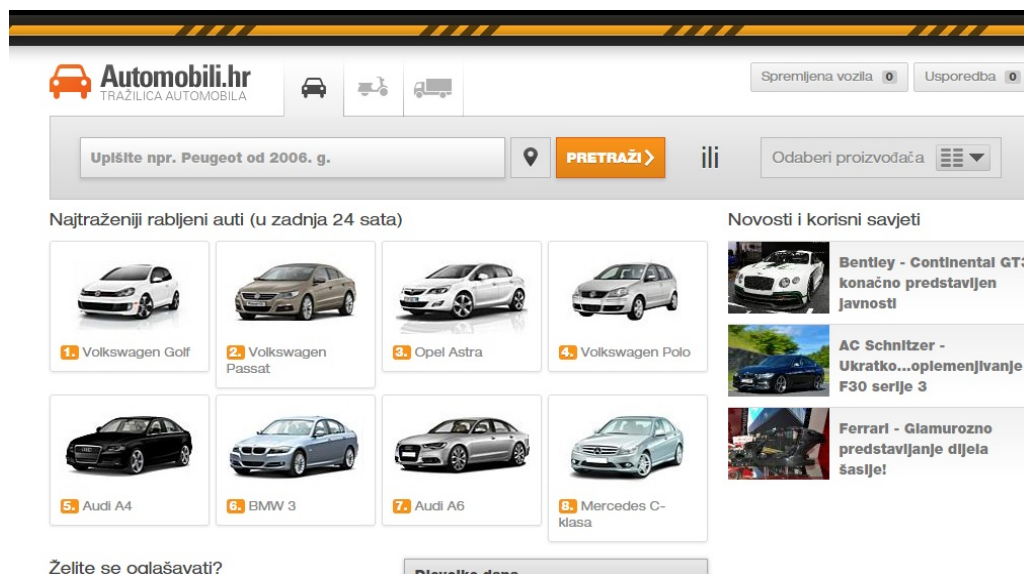 Automobili.hr
TRAŽILICA AUTOMOBILA
Spremljena vozila 0
Usporedba 0
Upišite npr. Peugeot od 2006. g.
PRETRAŽI
ili
Odaberi proizvođača
Najtraženiji rabljeni auti (u zadnja 24 sata)
1. Volkswagen Golf
2. Volkswagen
Passat
3. Opel Astra
4. Volkswagen Polo
5. Audi A4
6. BMW 3
7. Audi A6
8. Mercedes C-
klasa
Novosti i korisni savjeti
Bentley - Continental GT3
konačno predstavljen
javnosti
AC Schnitzer -
Ukratko...oplemenjivanje
F30 serije 3
Ferrari - Glamurozno
predstavljanje dijela
šasije!
Želite se oglašavati?